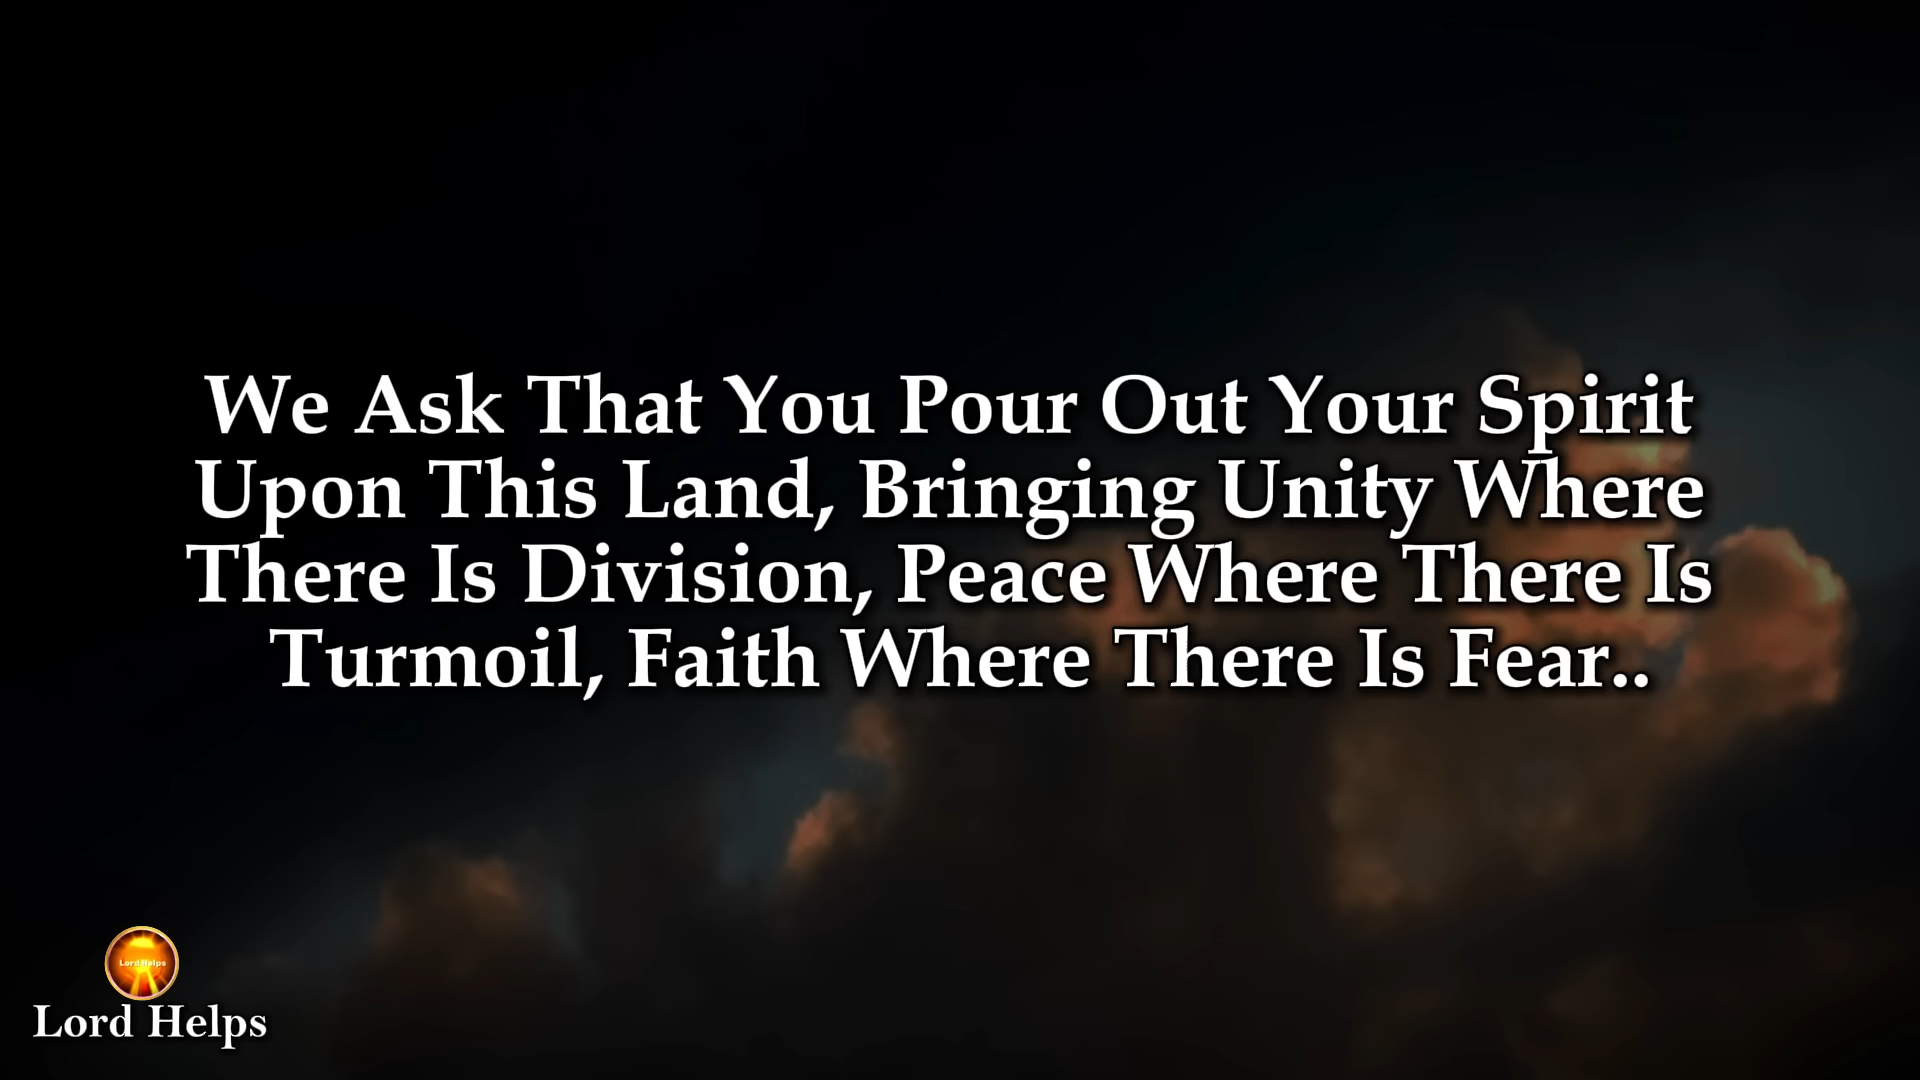 We Ask That You Pour Out Your Spirit
Upon This Land, Bringing Unity Where
There Is Division, Peace Where There Is
Turmoil, Faith Where There Is Fear..
Lord Helps
Lord Helps